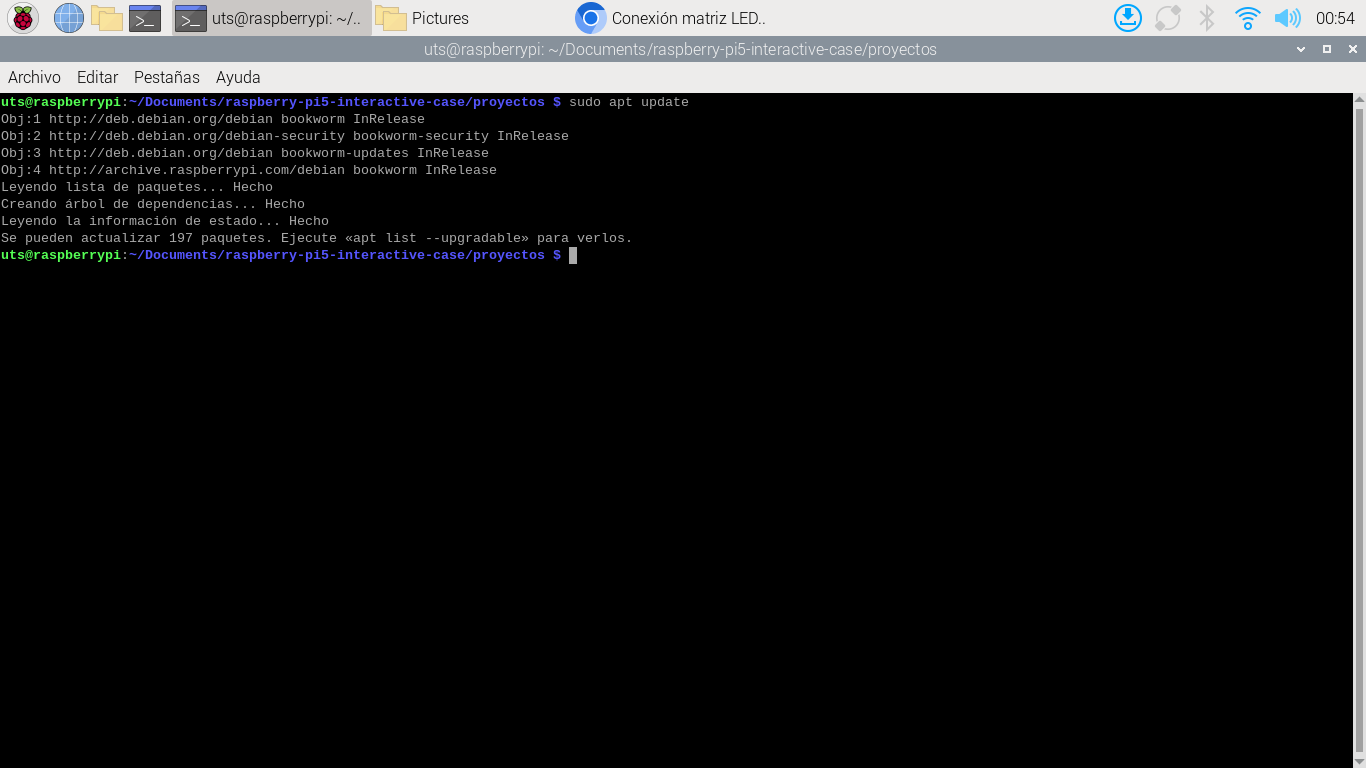 uts@raspberrypi: ~/..
Pictures
Conexión matriz LED..
00:54
uts@raspberrypi: ~/Documents/raspberry-pi5-interactive-case/proyectos
Archivo Editar Pestañas Ayuda
uts@raspberrypi:~/Documents/raspberry-pi5-interactive-case/proyectos $ sudo apt update
Obj:1 http://deb.debian.org/debian bookworm InRelease
Obj:2 http://deb.debian.org/debian-security bookworm-security InRelease
Obj:3 http://deb.debian.org/debian bookworm-updates InRelease
Obj:4 http://archive.raspberrypi.com/debian bookworm InRelease
Leyendo lista de paquetes... Hecho
Creando árbol de dependencias... Hecho
Leyendo la información de estado... Hecho
Se pueden actualizar 197 paquetes. Ejecute «apt list --upgradable» para verlos.
uts@raspberrypi:~/Documents/raspberry-pi5-interactive-case/proyectos $